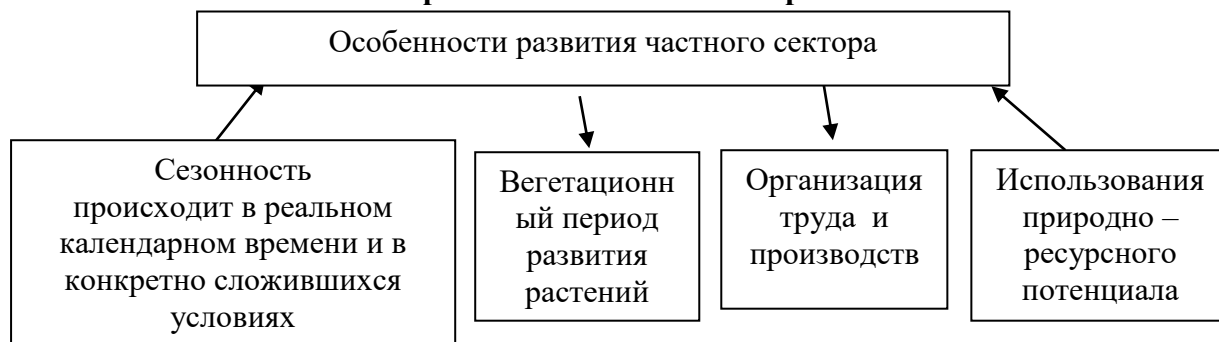 Особенности развития частного сектора
Сезонность
происходит в реальном
календарном времени и в
конкретно сложившихся
условиях
Вегетационн
ый период
развития
растений
Организация
труда и
производств
Использования
природно –
ресурсного
потенциала